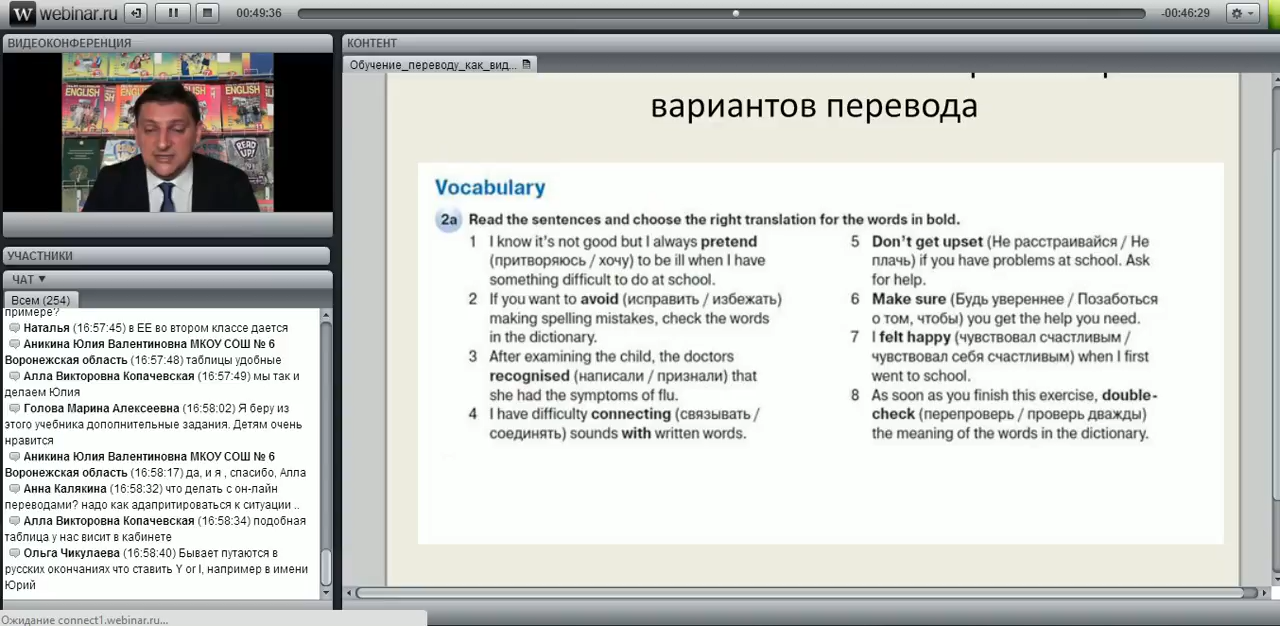 W webinar.ru 00:49:36 -00:46:29
ВИДЕОКОНФЕРЕНЦИЯ
ENGLISH
ENGLISH
READ UP!
УЧАСТНИКИ
ЧАТ
Всем (254)
примере?
Наталья (16:57:45) в ЕЕ во втором классе дается
Аникина Юлия Валентиновна МКОУ СОШ № 6
Воронежская область (16:57:48) таблицы удобные
Алла Викторовна Копачевская (16:57:49) мы так и
делаем Юлия
Голова Марина Алексеевна (16:58:02) Я беру из
этого учебника дополнительные задания. Детям очень
нравится
Аникина Юлия Валентиновна МКОУ СОШ № 6
Воронежская область (16:58:17) да, и я , спасибо, Алла
Анна Калякина (16:58:32) что делать с он-лайн
переводами? надо как адапритироваться к ситуации ..
Алла Викторовна Копачевская (16:58:34) подобная
таблица у нас висит в кабинете
Ольга Чикулаева (16:58:40) Бывает путаются в
русских окончаниях что ставить Y or I, например в имени
Юрий
Ожидание connect1.webinar.ru...
КОНТЕНТ
Обучение_переводу_как_вид...
вариантов перевода
Vocabulary
2a Read the sentences and choose the right translation for the words in bold.
1 I know it's not good but I always pretend
(притворяюсь / хочу) to be ill when I have
something difficult to do at school.
2 If you want to avoid (исправить / избежать)
making spelling mistakes, check the words
in the dictionary.
3 After examining the child, the doctors
recognised (написали / признали) that
she had the symptoms of flu.
4 I have difficulty connecting (связывать /
соединять) sounds with written words.
5 Don't get upset (Не расстраивайся / Не
плачь) if you have problems at school. Ask
for help.
6 Make sure (Будь увереннее / Позаботься
о том, чтобы) you get the help you need.
7 I felt happy (чувствовал счастливым /
чувствовал себя счастливым) when I first
went to school.
8 As soon as you finish this exercise, double-
check (перепроверь / проверь дважды)
the meaning of the words in the dictionary.